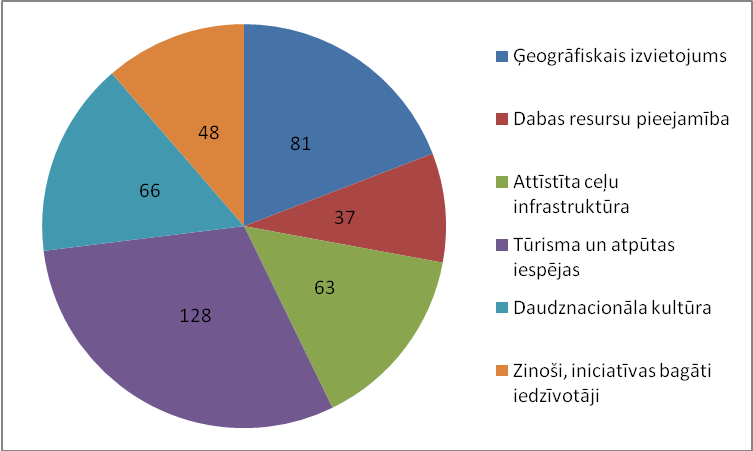 81
37
63
128
66
48
Ģeogrāfiskais izvietojums
Dabas resursu pieejamība
Attīstīta ceļu
infrastruktūra
Tūrisma un atpūtas
iespējas
Daudznacionāla kultūra
Zinoši, iniciatīvas bagāti
iedzīvotāji